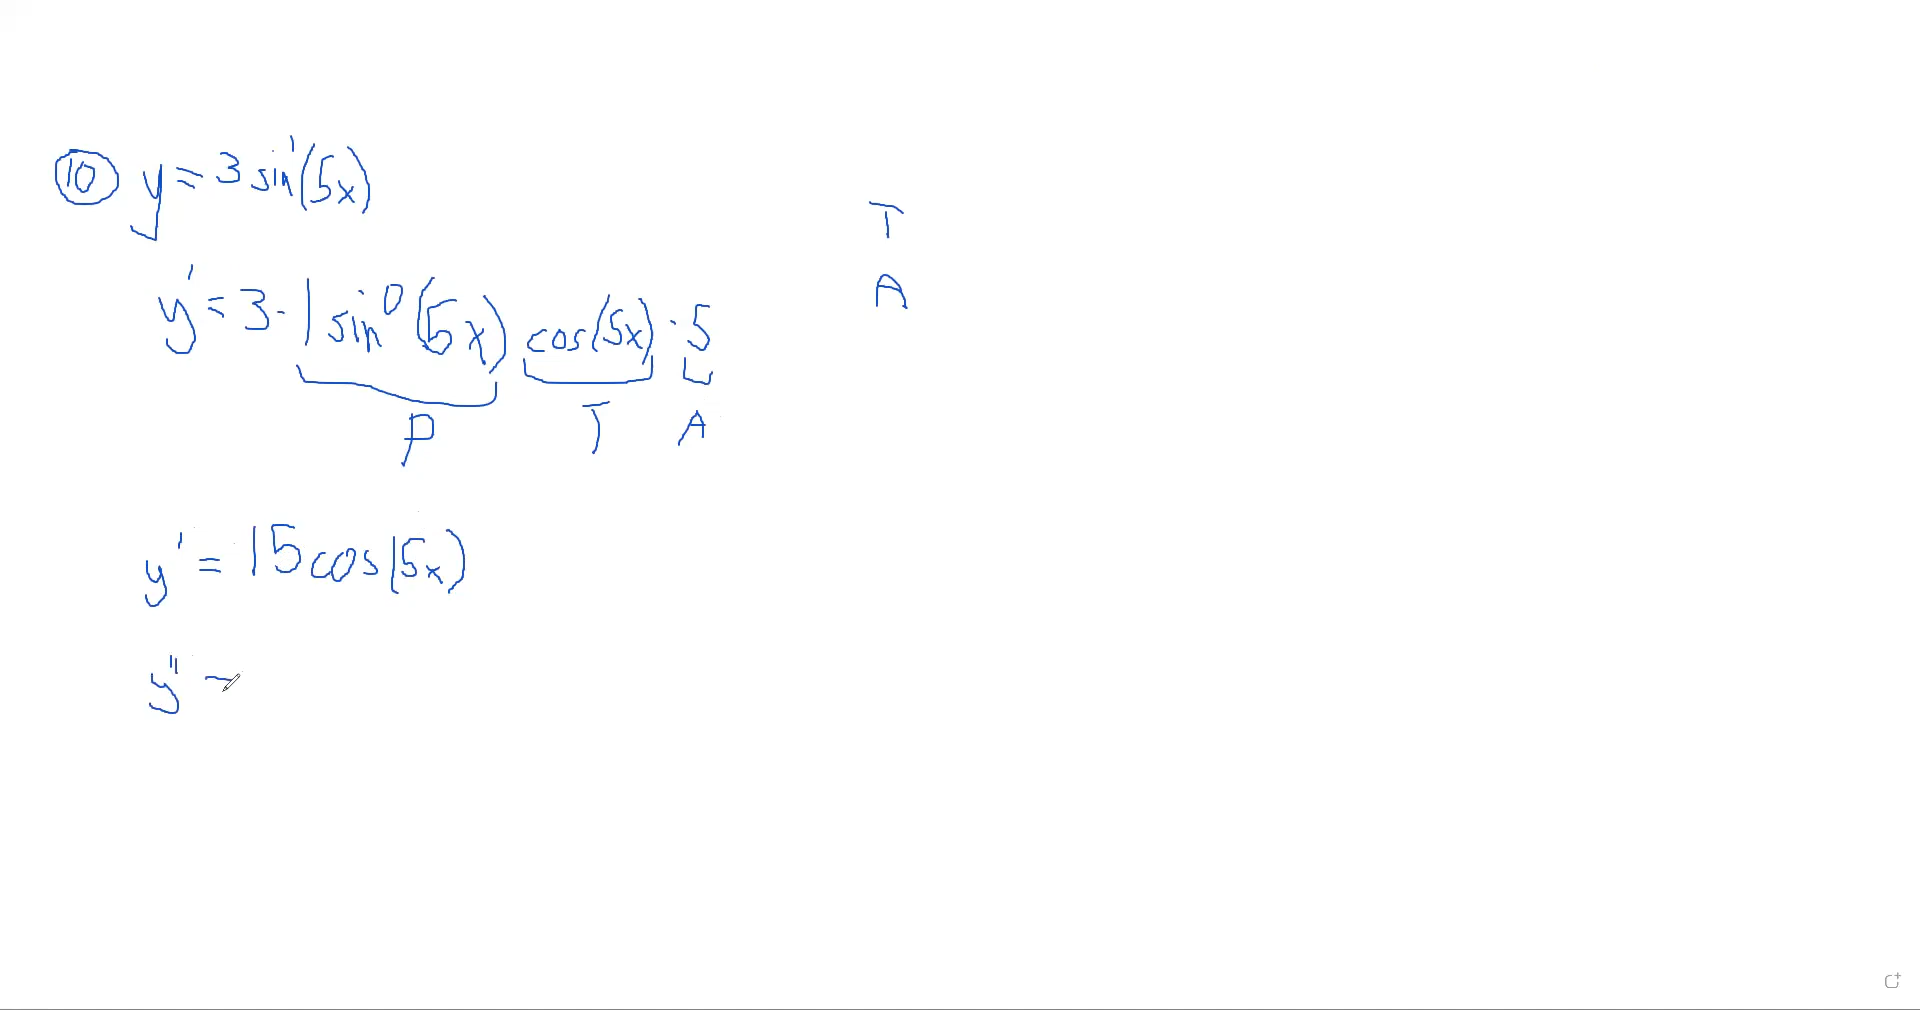 10 y = 3 sin¹(5x)
T
y' = 3 · 1 sin⁰(5x) cos(5x) · 5
A
P T A
y' = 15 cos(5x)
y'' =